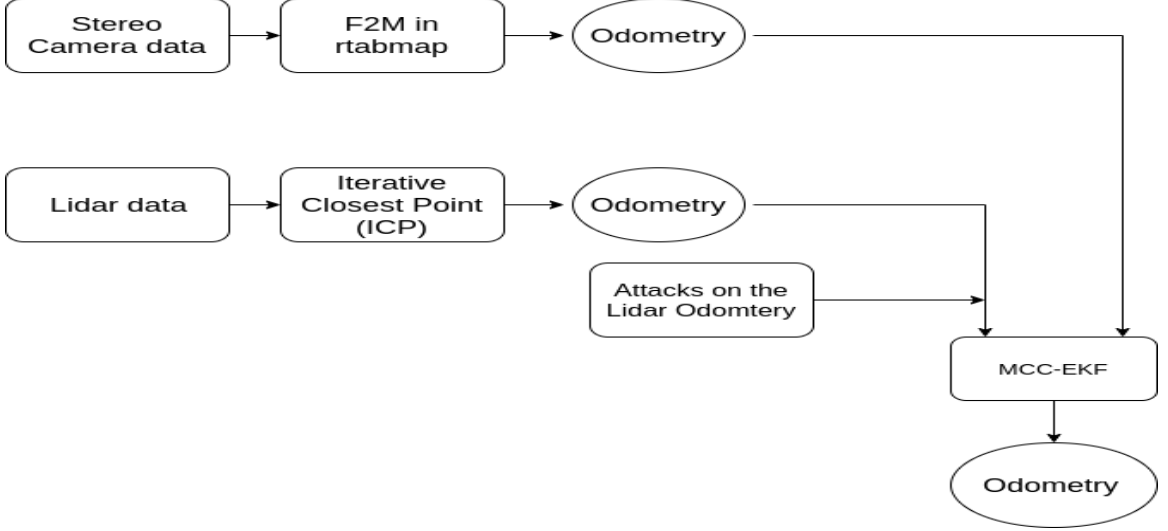 Stereo
Camera data
F2M in
rtabmap
Odometry
Lidar data
Iterative
Closest Point
(ICP)
Odometry
Attacks on the
Lidar Odomtery
MCC-EKF
Odometry